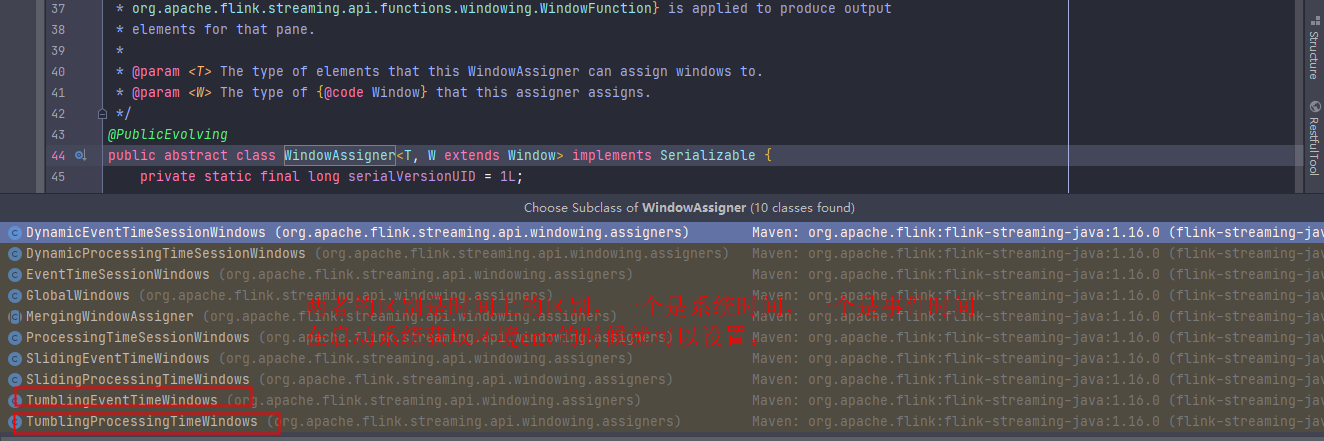 37 * org.apache.flink.streaming.api.functions.windowing.WindowFunction} is applied to produce output
38 * elements for that pane.
39 *
40 * @param <T> The type of elements that this WindowAssigner can assign windows to.
41 * @param <W> The type of {@code Window} that this assigner assigns.
42 */
43 @PublicEvolving
44 public abstract class WindowAssigner<T, W extends Window> implements Serializable {
45 private static final long serialVersionUID = 1L;
Structure
RestfulTool
Choose Subclass of WindowAssigner (10 classes found)
DynamicEventTimeSessionWindows (org.apache.flink.streaming.api.windowing.assigners) Maven: org.apache.flink:flink-streaming-java:1.16.0 (flink-streaming-java
DynamicProcessingTimeSessionWindows (org.apache.flink.streaming.api.windowing.assigners) Maven: org.apache.flink:flink-streaming-java:1.16.0 (flink-streaming-jav
EventTimeSessionWindows (org.apache.flink.streaming.api.windowing.assigners) Maven: org.apache.flink:flink-streaming-java:1.16.0 (flink-streaming-jav
GlobalWindows (org.apache.flink.streaming.api.windowing.assigners) Maven: org.apache.flink:flink-streaming-java:1.16.0 (flink-streaming-jav
两者的区别是时间上的区别,一个是系统时间,一个是事件时间
MergingWindowAssigner (org.apache.flink.streaming.api.windowing.assigners) Maven: org.apache.flink:flink-streaming-java:1.16.0 (flink-streaming-jav
ProcessingTimeSessionWindows (org.apache.flink.streaming.api.windowing.assigners) Maven: org.apache.flink:flink-streaming-java:1.16.0 (flink-streaming-jav
的时候就可以设置。
SlidingEventTimeWindows (org.apache.flink.streaming.api.windowing.assigners) Maven: org.apache.flink:flink-streaming-java:1.16.0 (flink-streaming-jav
SlidingProcessingTimeWindows (org.apache.flink.streaming.api.windowing.assigners) Maven: org.apache.flink:flink-streaming-java:1.16.0 (flink-streaming-jav
TumblingEventTimeWindows (org.apache.flink.streaming.api.windowing.assigners) Maven: org.apache.flink:flink-streaming-java:1.16.0 (flink-streaming-jav
TumblingProcessingTimeWindows (org.apache.flink.streaming.api.windowing.assigners) Maven: org.apache.flink:flink-streaming-java:1.16.0 (flink-streaming-jav